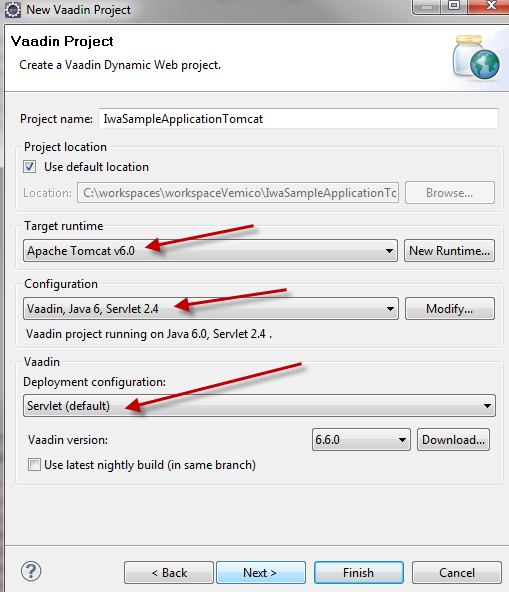 New Vaadin Project
Vaadin Project
Create a Vaadin Dynamic Web project.
Project name: IwaSampleApplicationTomcat
Project location
Use default location
Location: C:\workspaces\workspaceVemico\IwaSampleApplicationTc Browse...
Target runtime
Apache Tomcat v6.0 New Runtime...
Configuration
Vaadin, Java 6, Servlet 2.4 Modify...
Vaadin project running on Java 6.0, Servlet 2.4 .
Vaadin
Deployment configuration:
Servlet (default)
Vaadin version: 6.6.0 Download...
Use latest nightly build (in same branch)
? < Back Next > Finish Cancel